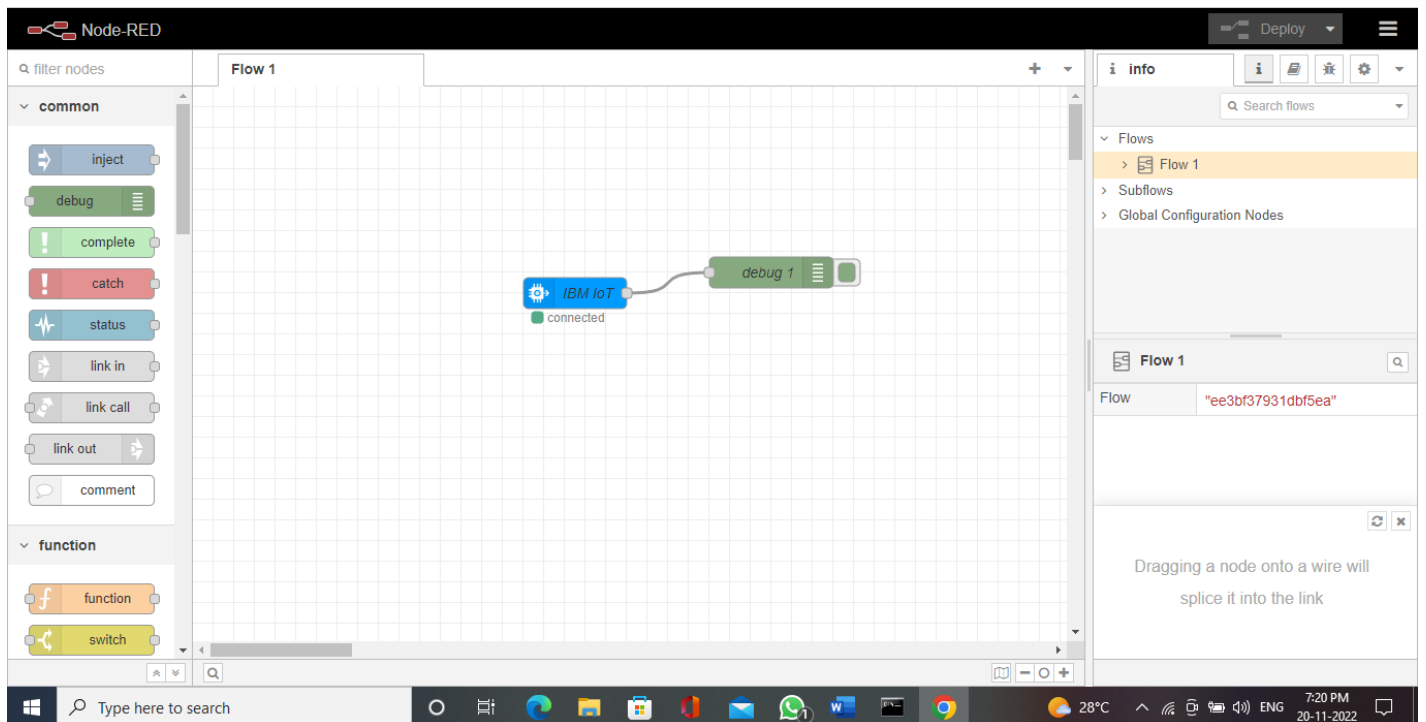 Node-RED
Deploy
filter nodes
Flow 1
info
i
common
Search flows
inject
Flows
Flow 1
debug
Subflows
Global Configuration Nodes
complete
catch
debug 1
IBM IoT
status
connected
link in
Flow 1
link call
Flow
"ee3bf37931dbf5ea"
link out
comment
function
Dragging a node onto a wire will
splice it into the link
function
switch
Type here to search
28°C
ENG
7:20 PM
20-11-2022